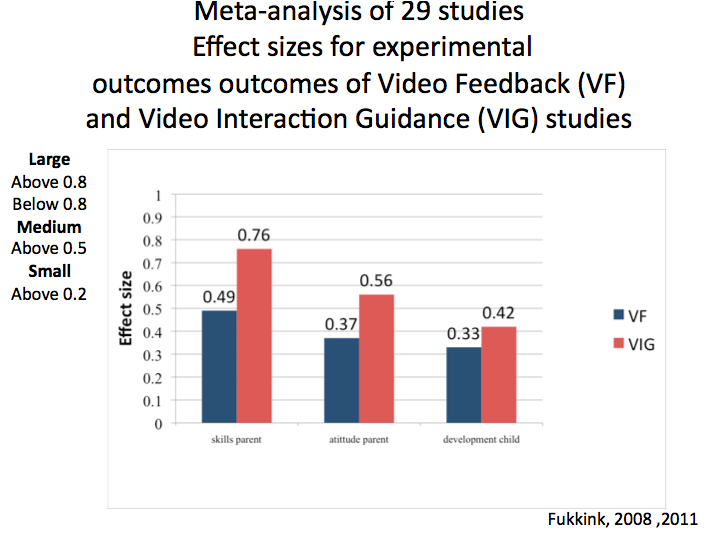 Meta-analysis of 29 studies
Effect sizes for experimental
outcomes outcomes of Video Feedback (VF)
and Video Interaction Guidance (VIG) studies
Large
Above 0.8
Below 0.8
Medium
Above 0.5
Small
Above 0.2
Effect size
1
0.9
0.8
0.7
0.6
0.5
0.4
0.3
0.2
0.1
0
0.49
0.76
0.37
0.56
0.33
0.42
skills parent
atittude parent
development child
VF
VIG
Fukkink, 2008 ,2011